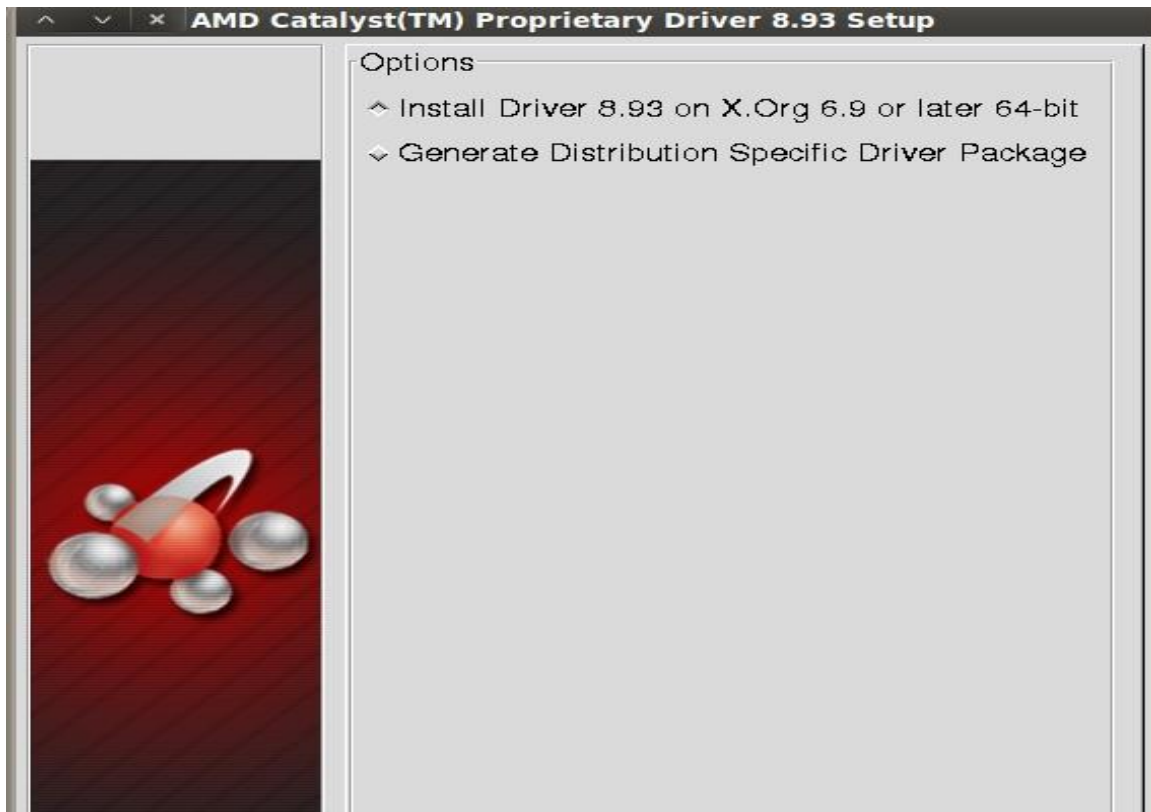 AMD Catalyst(TM) Proprietary Driver 8.93 Setup
Options
Install Driver 8.93 on X.Org 6.9 or later 64-bit
Generate Distribution Specific Driver Package